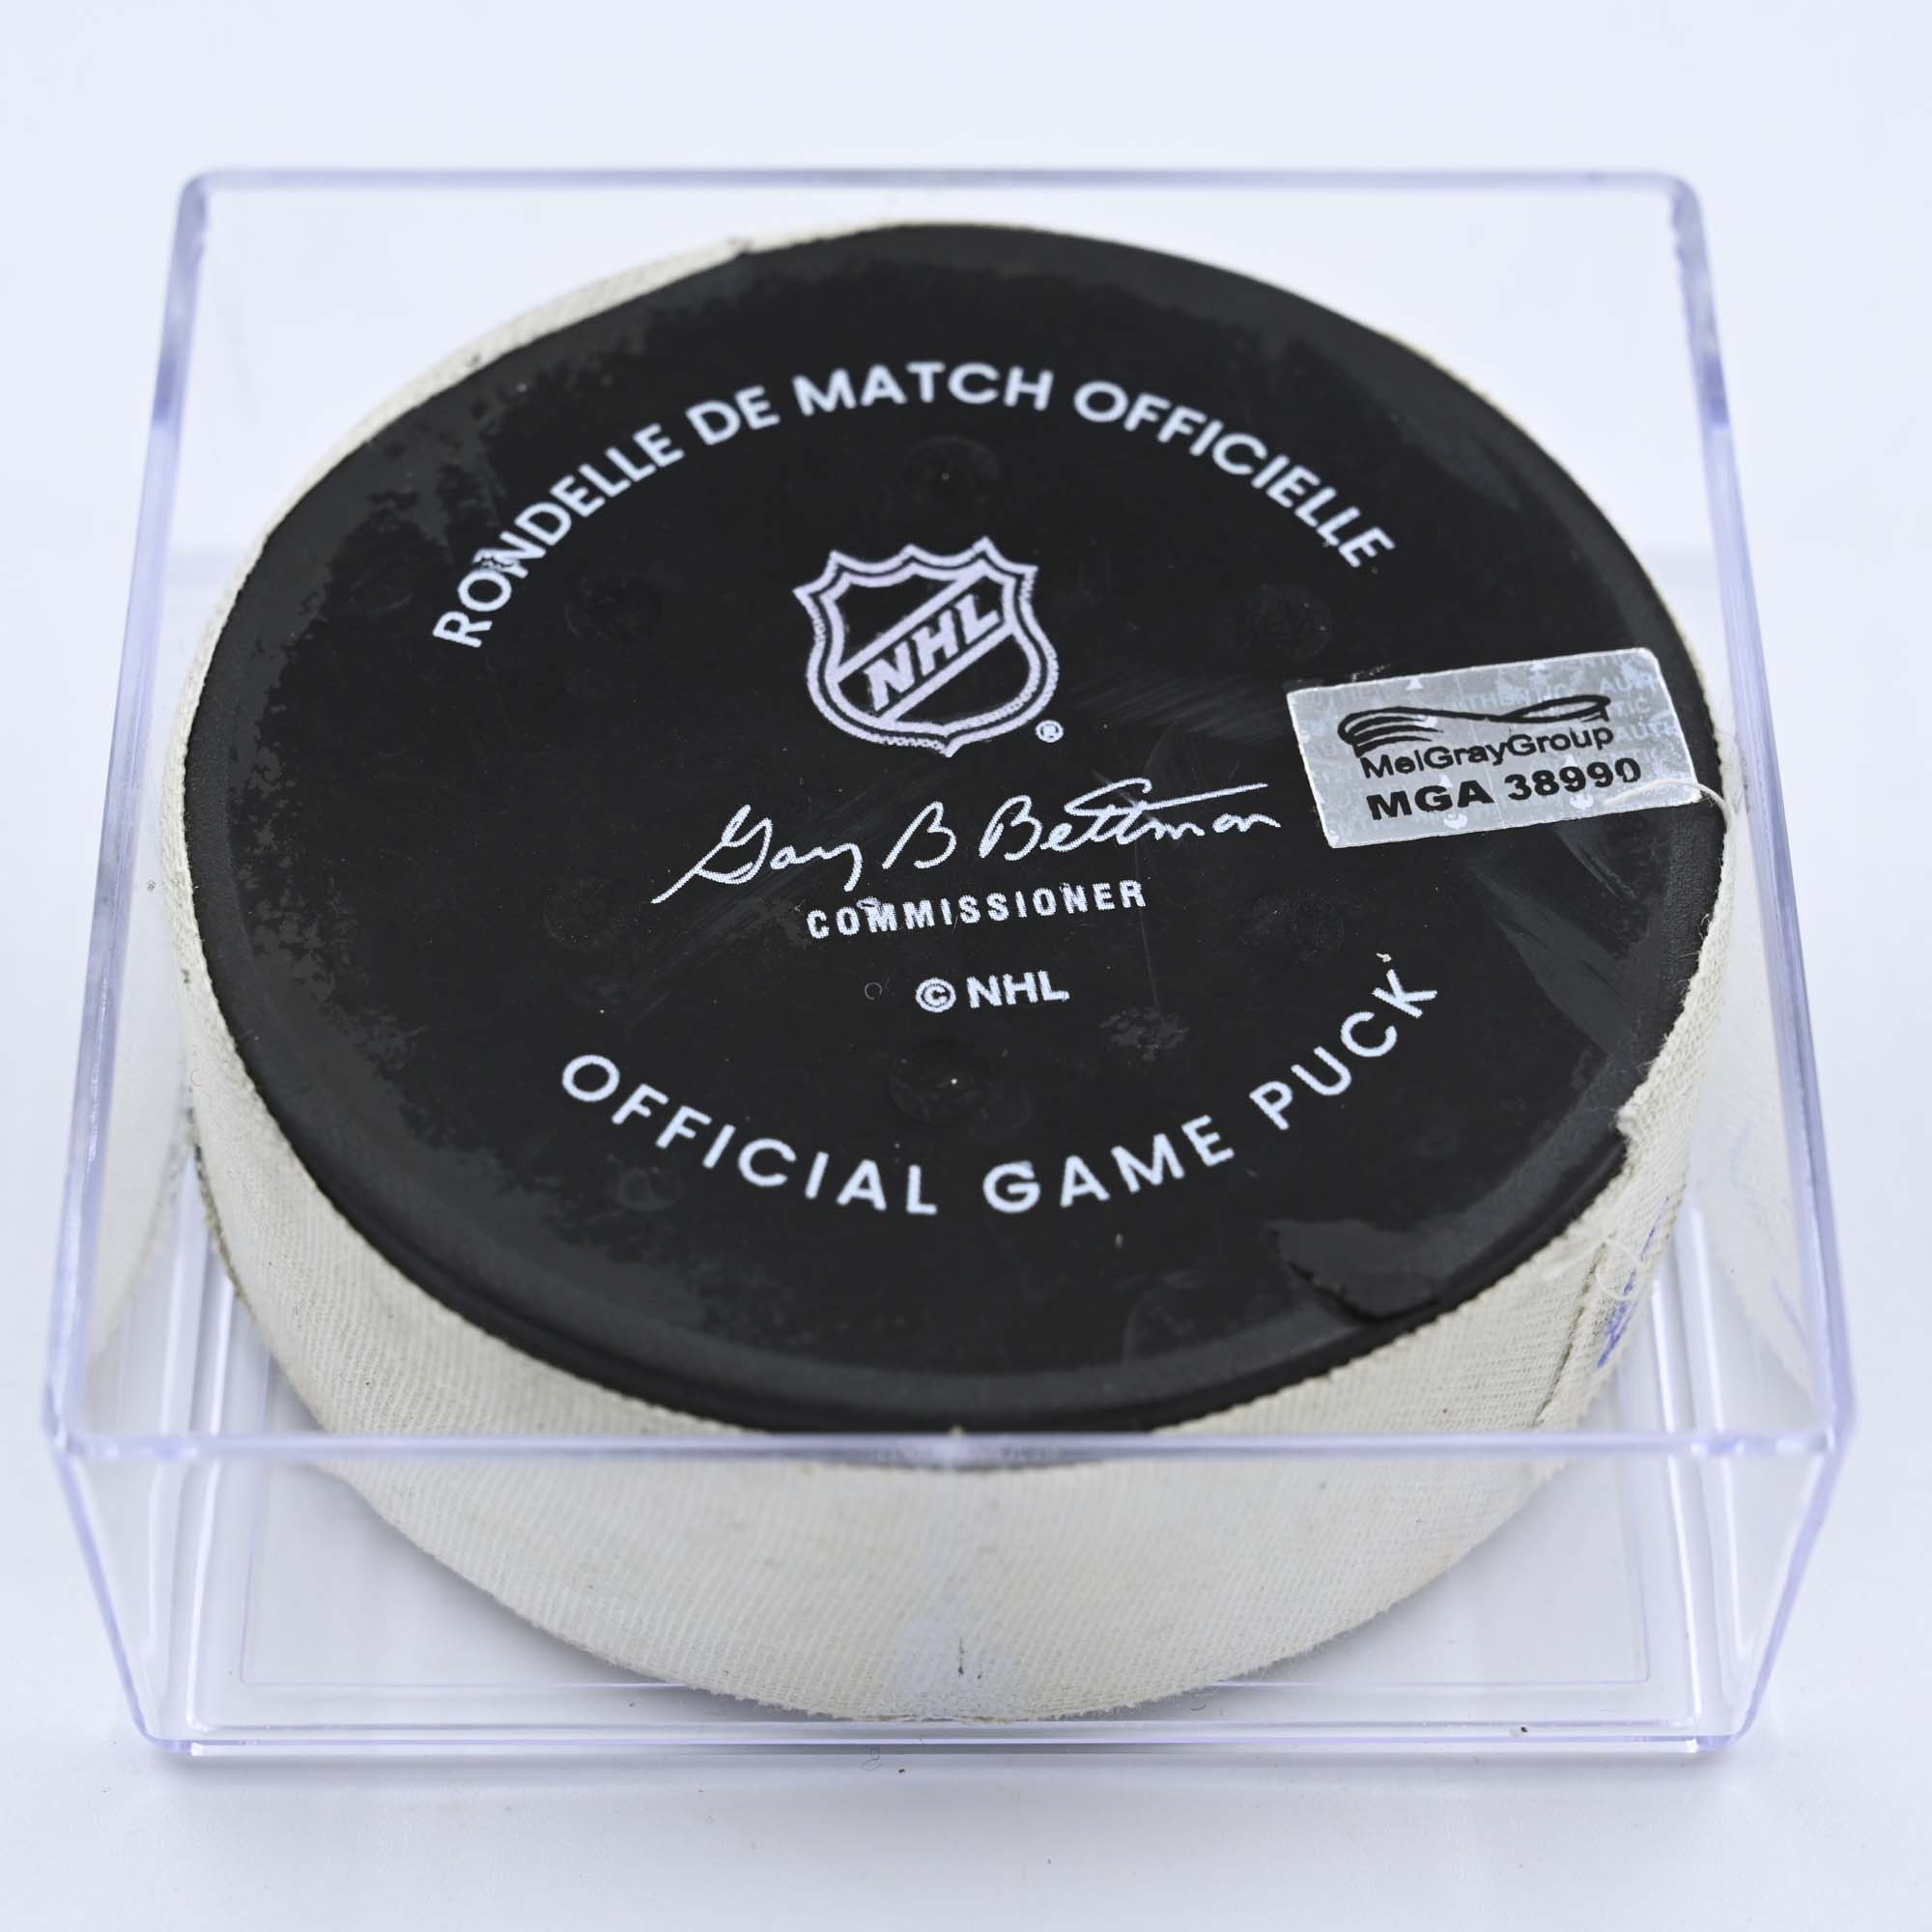 RONDELLE DE MATCH OFFICIELLE
NHL
®
MelGrayGroup
MGA 38990
Gary B Bettman
COMMISSIONER
© NHL
OFFICIAL GAME PUCK